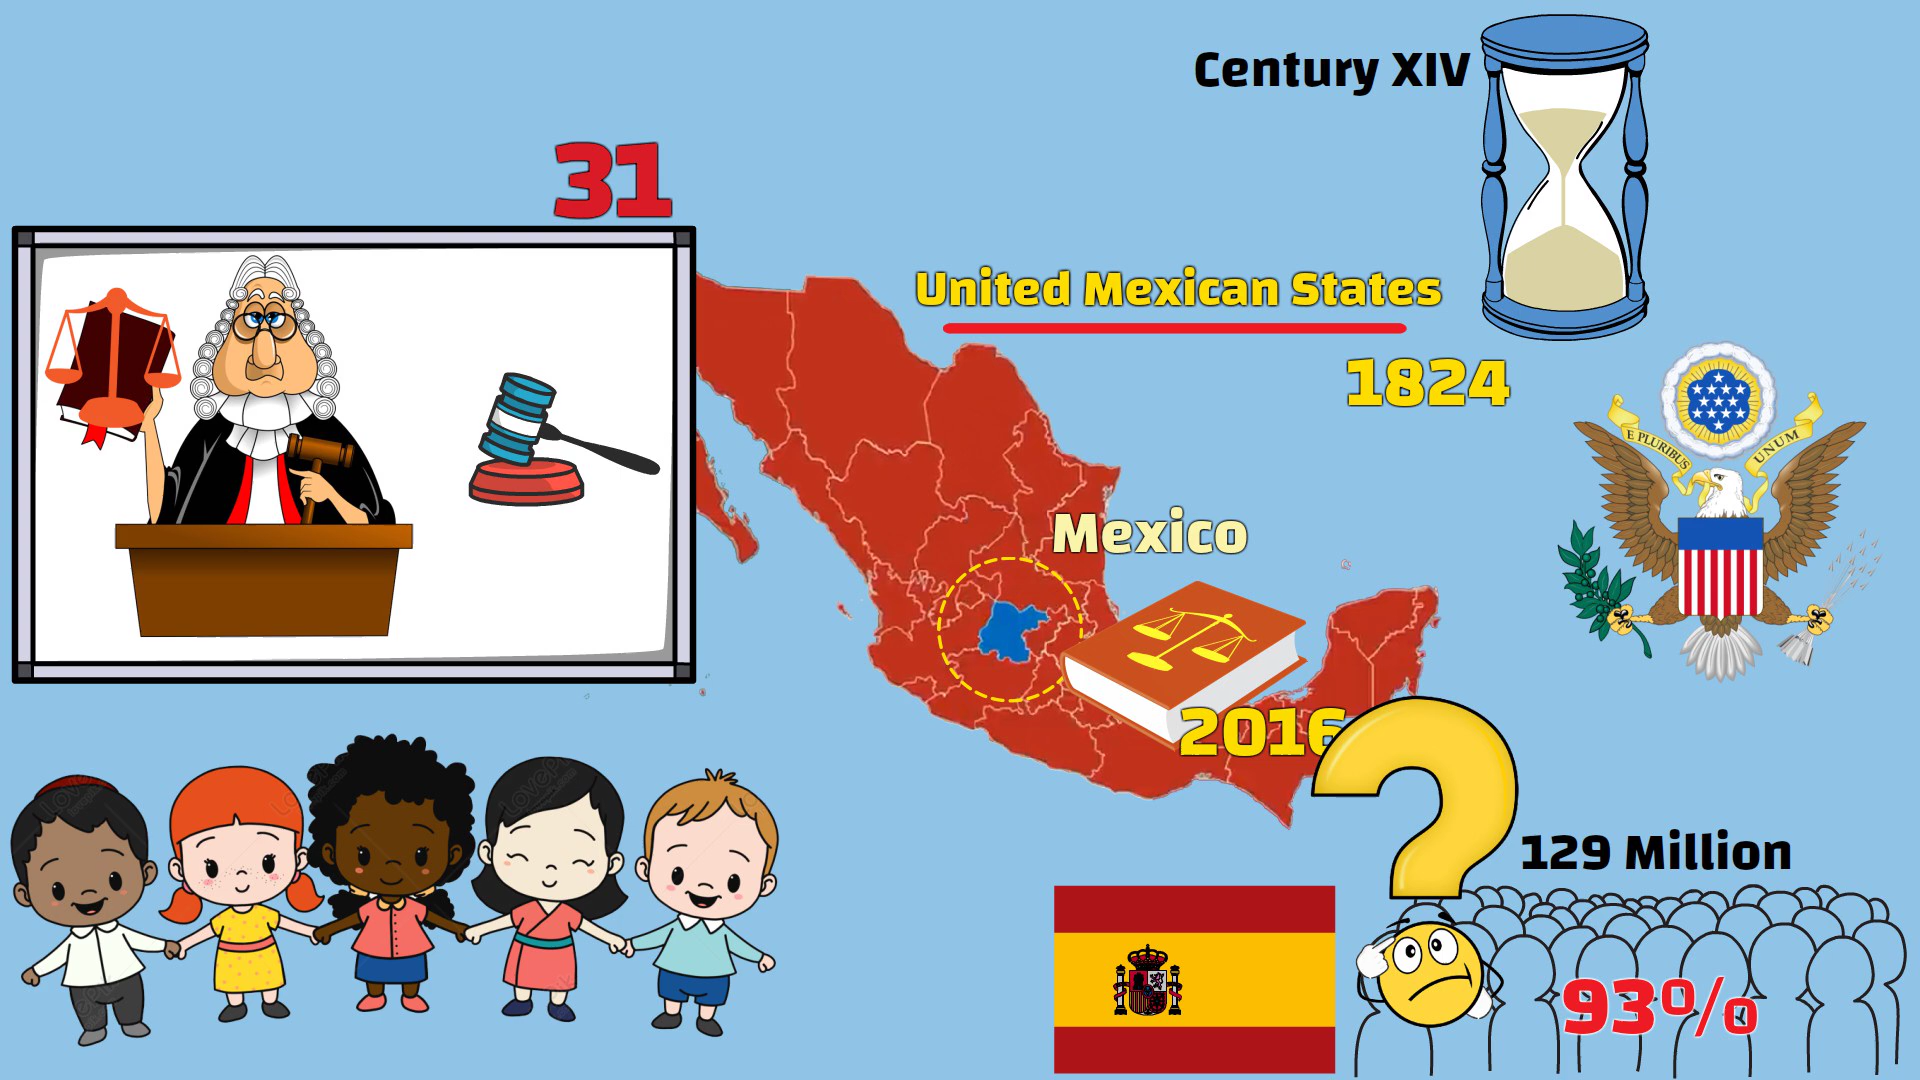 Century XIV
31
United Mexican States
1824
E PLURIBUS UNUM
Mexico
2016
129 Million
93%